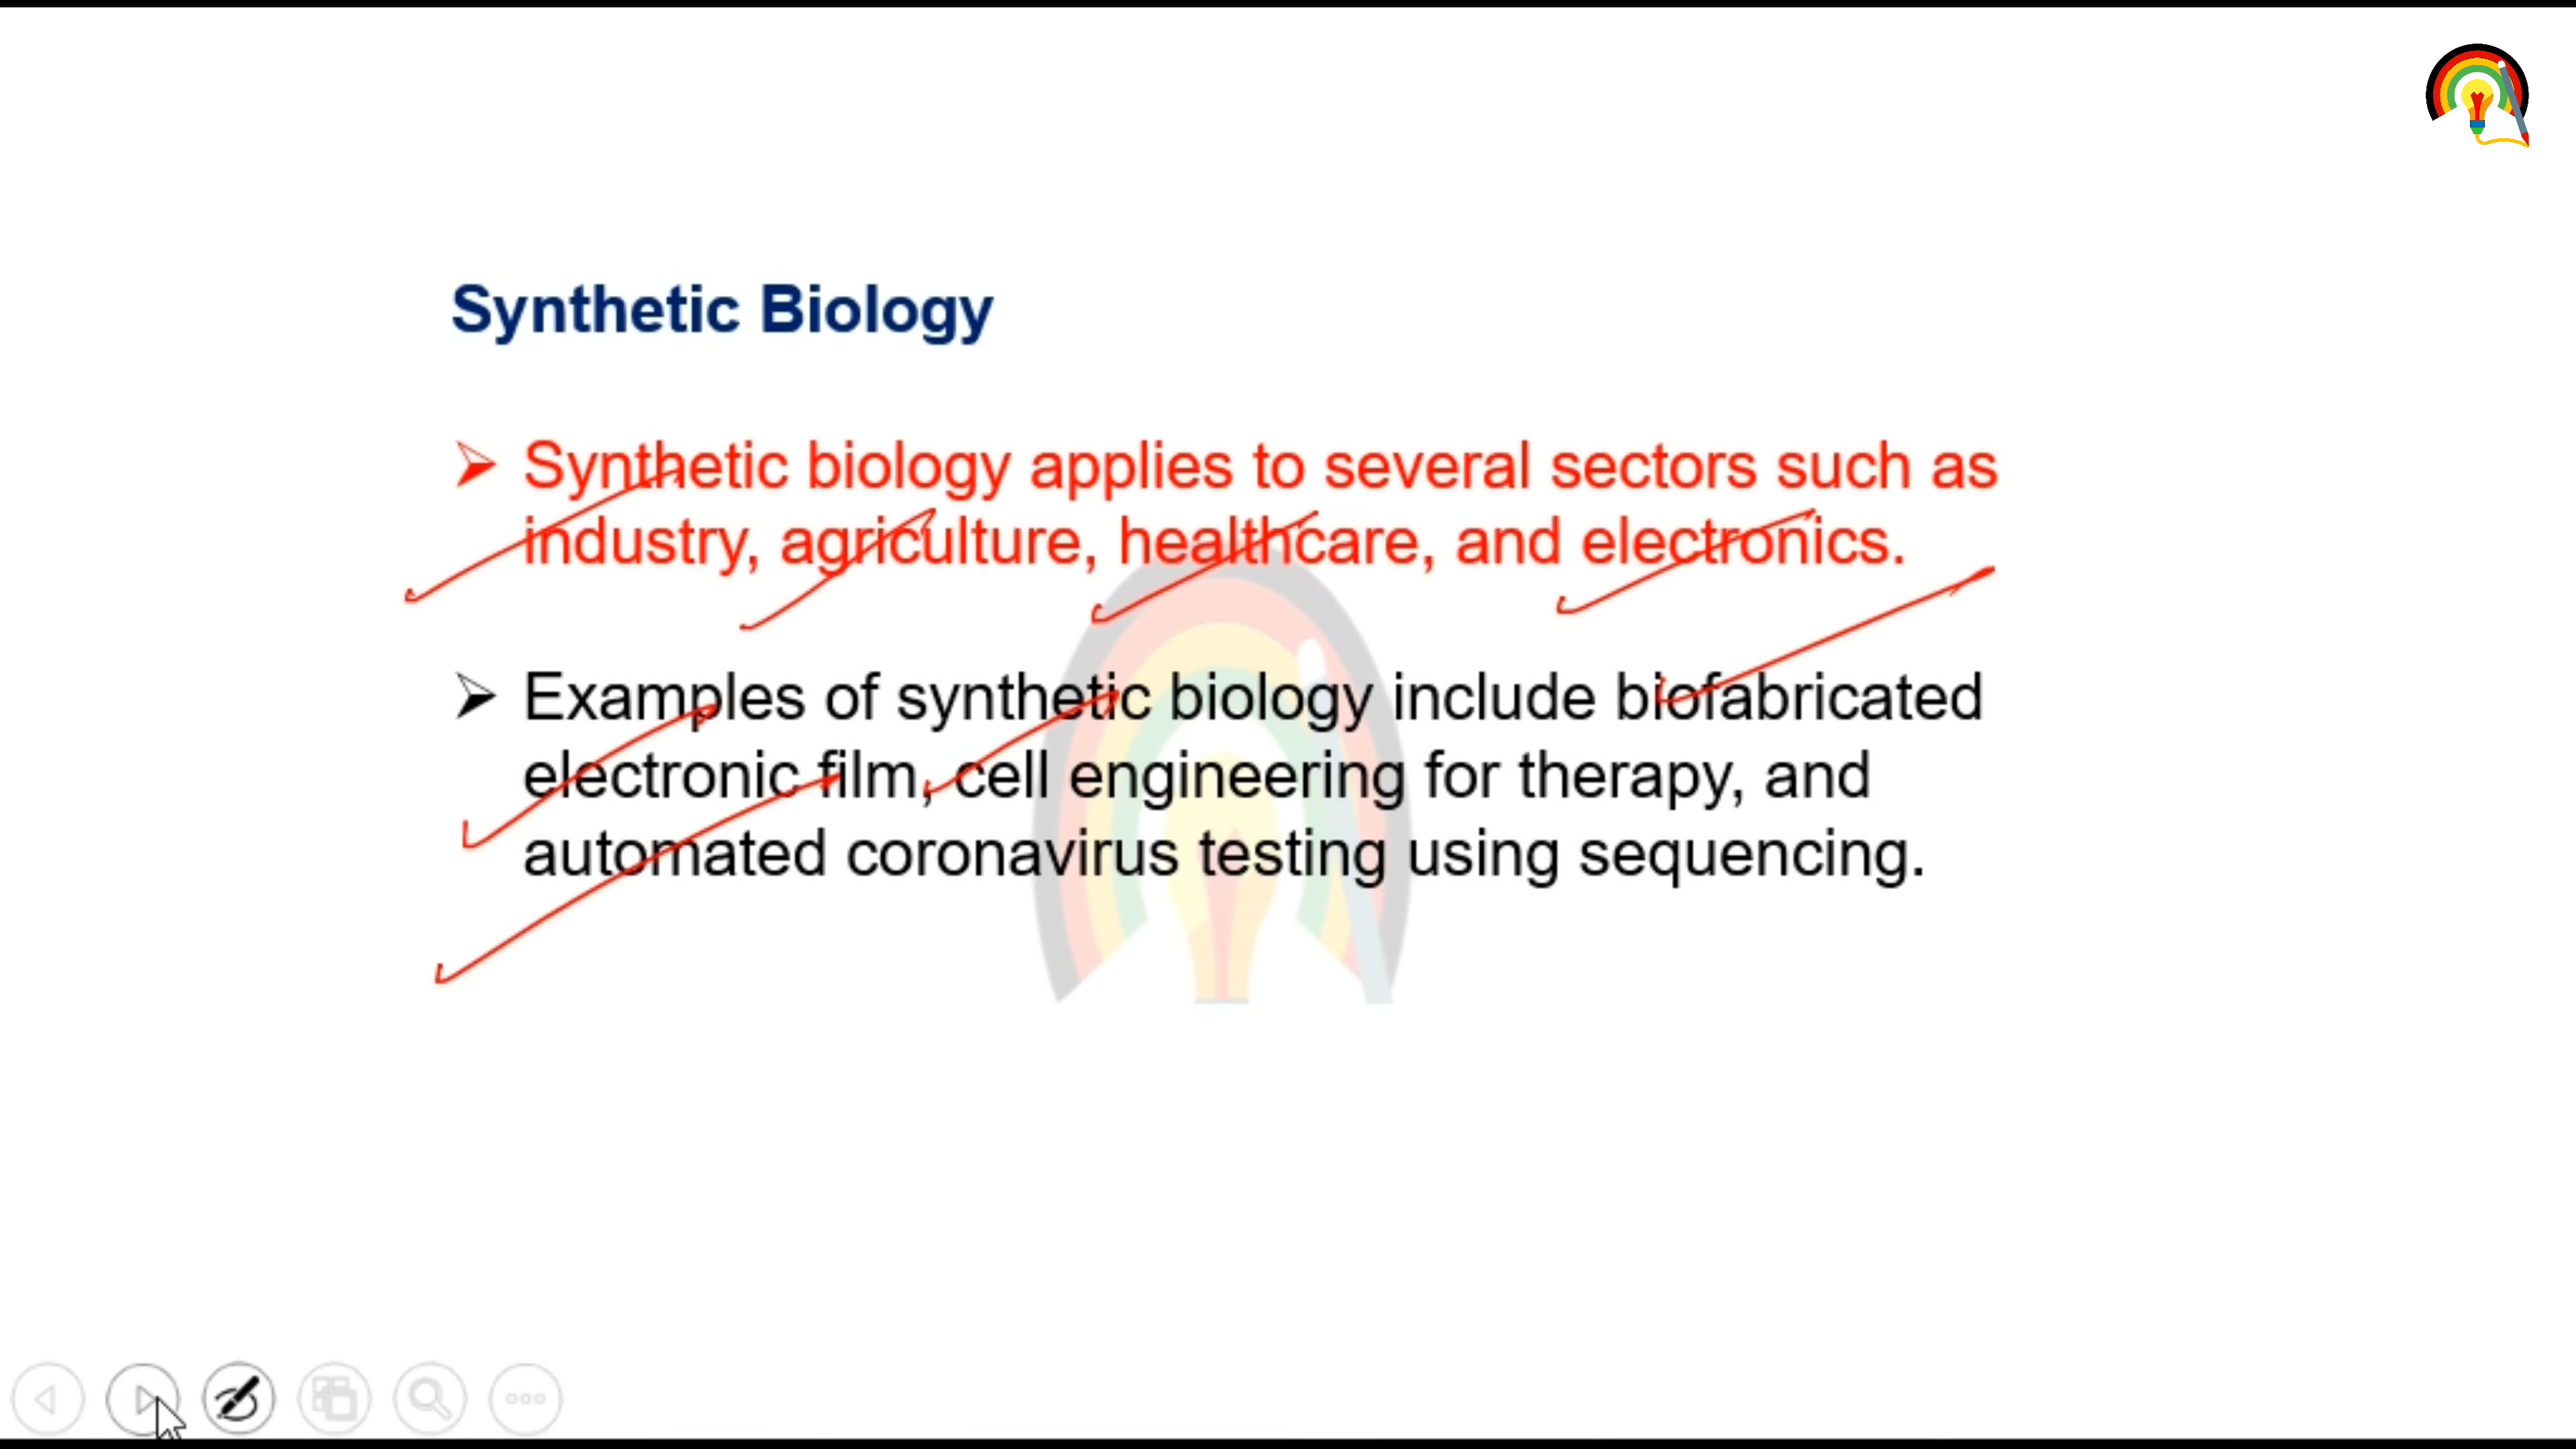 Synthetic Biology
➤ Synthetic biology applies to several sectors such as
industry, agriculture, healthcare, and electronics.
➤ Examples of synthetic biology include biofabricated
electronic film, cell engineering for therapy, and
automated coronavirus testing using sequencing.